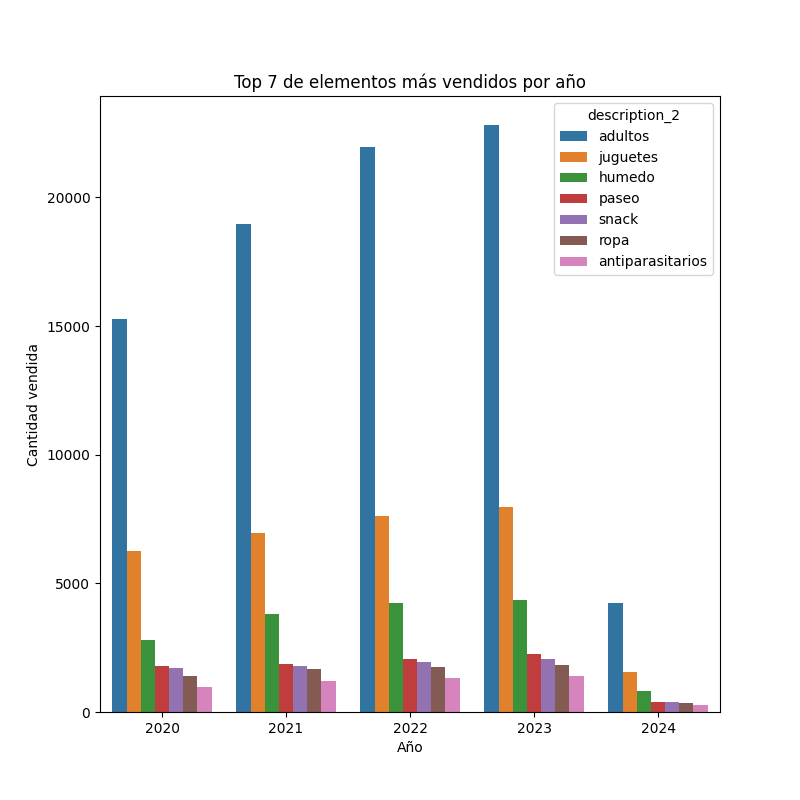 Top 7 de elementos más vendidos por año
description_2
adultos
juguetes
humedo
paseo
snack
ropa
antiparasitarios
Cantidad vendida
20000
15000
10000
5000
0
2020
2021
2022
2023
2024
Año